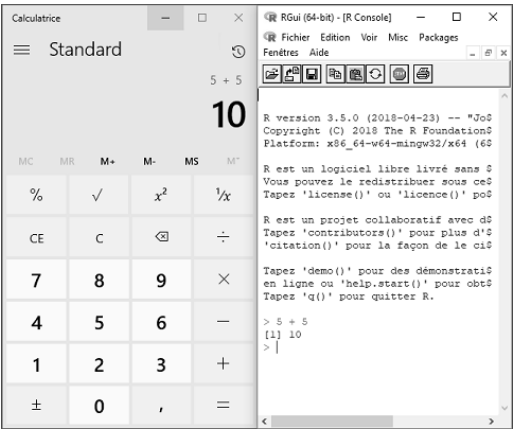 Calculatrice
Standard
5 + 5
10
MC MR M+ M- MS M˅
% √ x² ¹/x
CE C ÷
7 8 9 ×
4 5 6 −
1 2 3 +
± 0 , =
RGui (64-bit) - [R Console]
Fichier Edition Voir Misc Packages
Fenêtres Aide
R version 3.5.0 (2018-04-23) -- "Jo$
Copyright (C) 2018 The R Foundation$
Platform: x86_64-w64-mingw32/x64 (6$
R est un logiciel libre livré sans $
Vous pouvez le redistribuer sous ce$
Tapez 'license()' ou 'licence()' po$
R est un projet collaboratif avec d$
Tapez 'contributors()' pour plus d'$
'citation()' pour la façon de le ci$
Tapez 'demo()' pour des démonstrati$
en ligne ou 'help.start()' pour obt$
Tapez 'q()' pour quitter R.
> 5 + 5
[1] 10
>